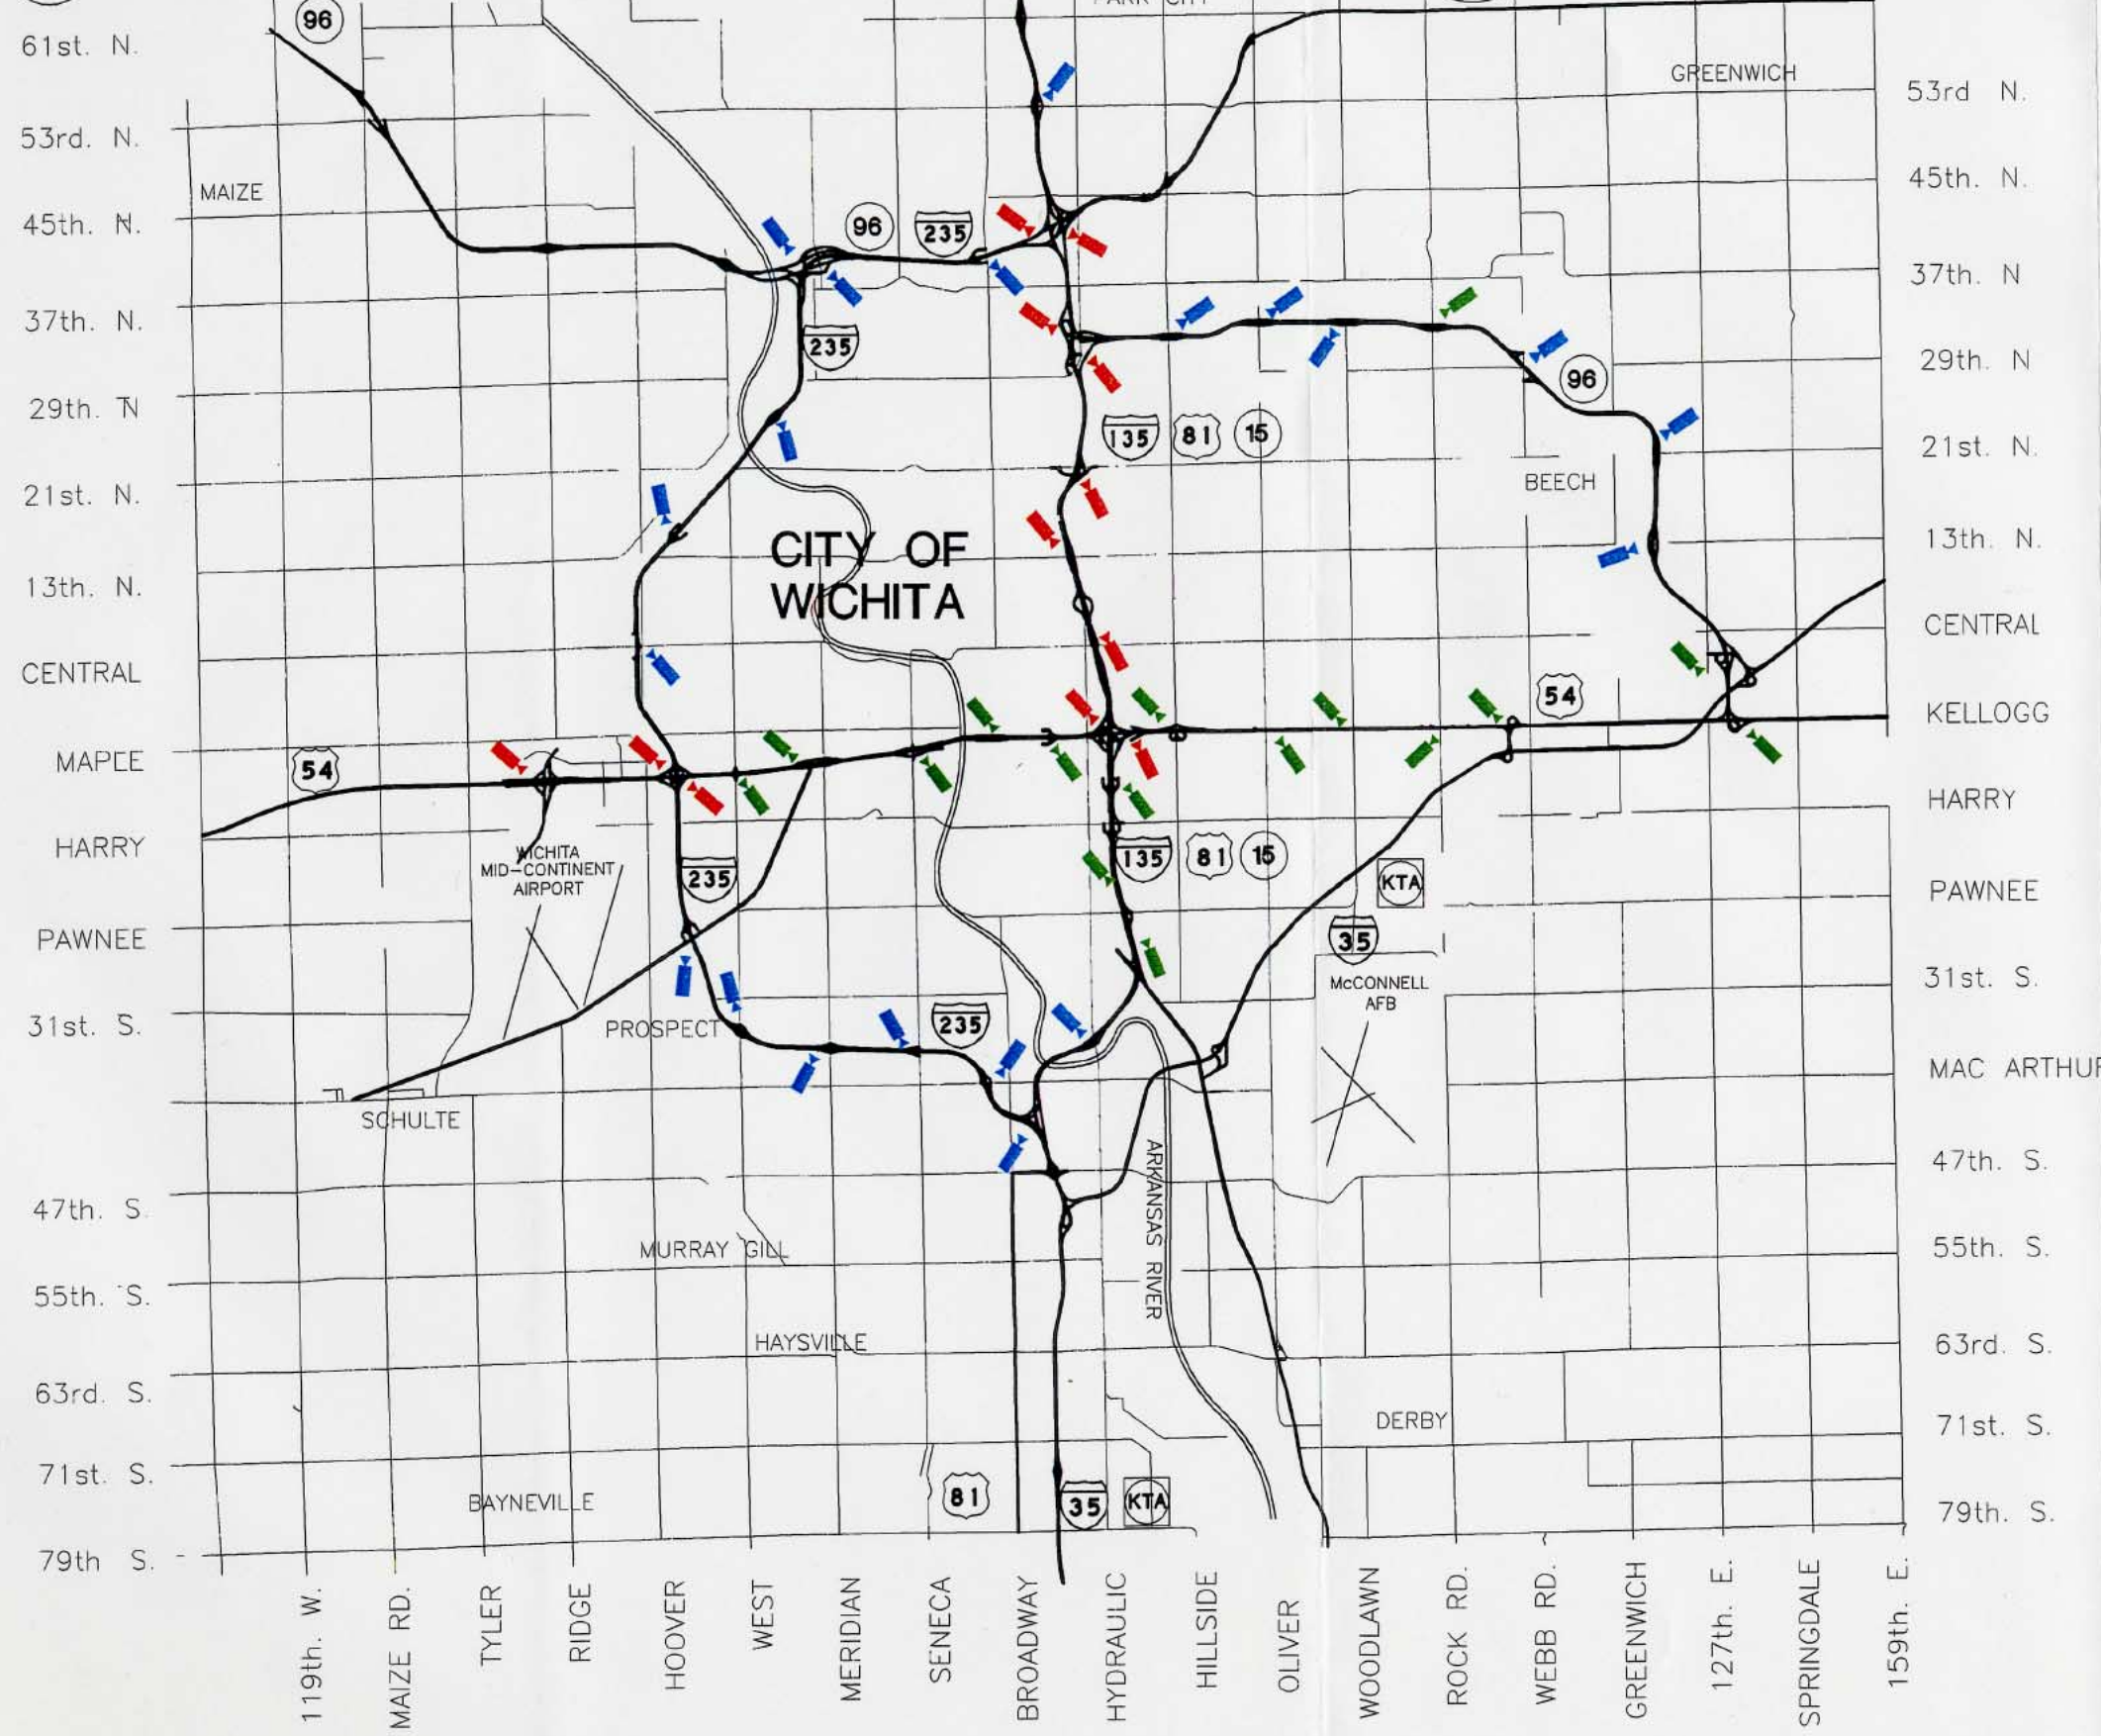 96
61st. N.
GREENWICH
53rd N.
53rd. N.
MAIZE
45th. N.
45th. N.
96
235
37th. N
37th. N.
235
29th. N
96
29th. N
135
81
15
21st. N.
BEECH
21st. N.
CITY OF
WICHITA
13th. N.
13th. N.
CENTRAL
CENTRAL
54
KELLOGG
MAPLE
54
HARRY
HARRY
WICHITA
MID-CONTINENT
AIRPORT
235
135
81
15
KTA
PAWNEE
PAWNEE
35
31st. S.
McCONNELL
AFB
31st. S.
PROSPECT
235
MAC ARTHUR
SCHULTE
ARKANSAS RIVER
47th. S.
47th. S.
MURRAY GILL
55th. S.
55th. S.
HAYSVILLE
63rd. S.
63rd. S.
DERBY
71st. S.
71st. S.
BAYNEVILLE
81
35
KTA
79th. S.
79th S.
119th. W.
MAIZE RD.
TYLER
RIDGE
HOOVER
WEST
MERIDIAN
SENECA
BROADWAY
HYDRAULIC
HILLSIDE
OLIVER
WOODLAWN
ROCK RD.
WEBB RD.
GREENWICH
127th. E.
SPRINGDALE
159th. E.